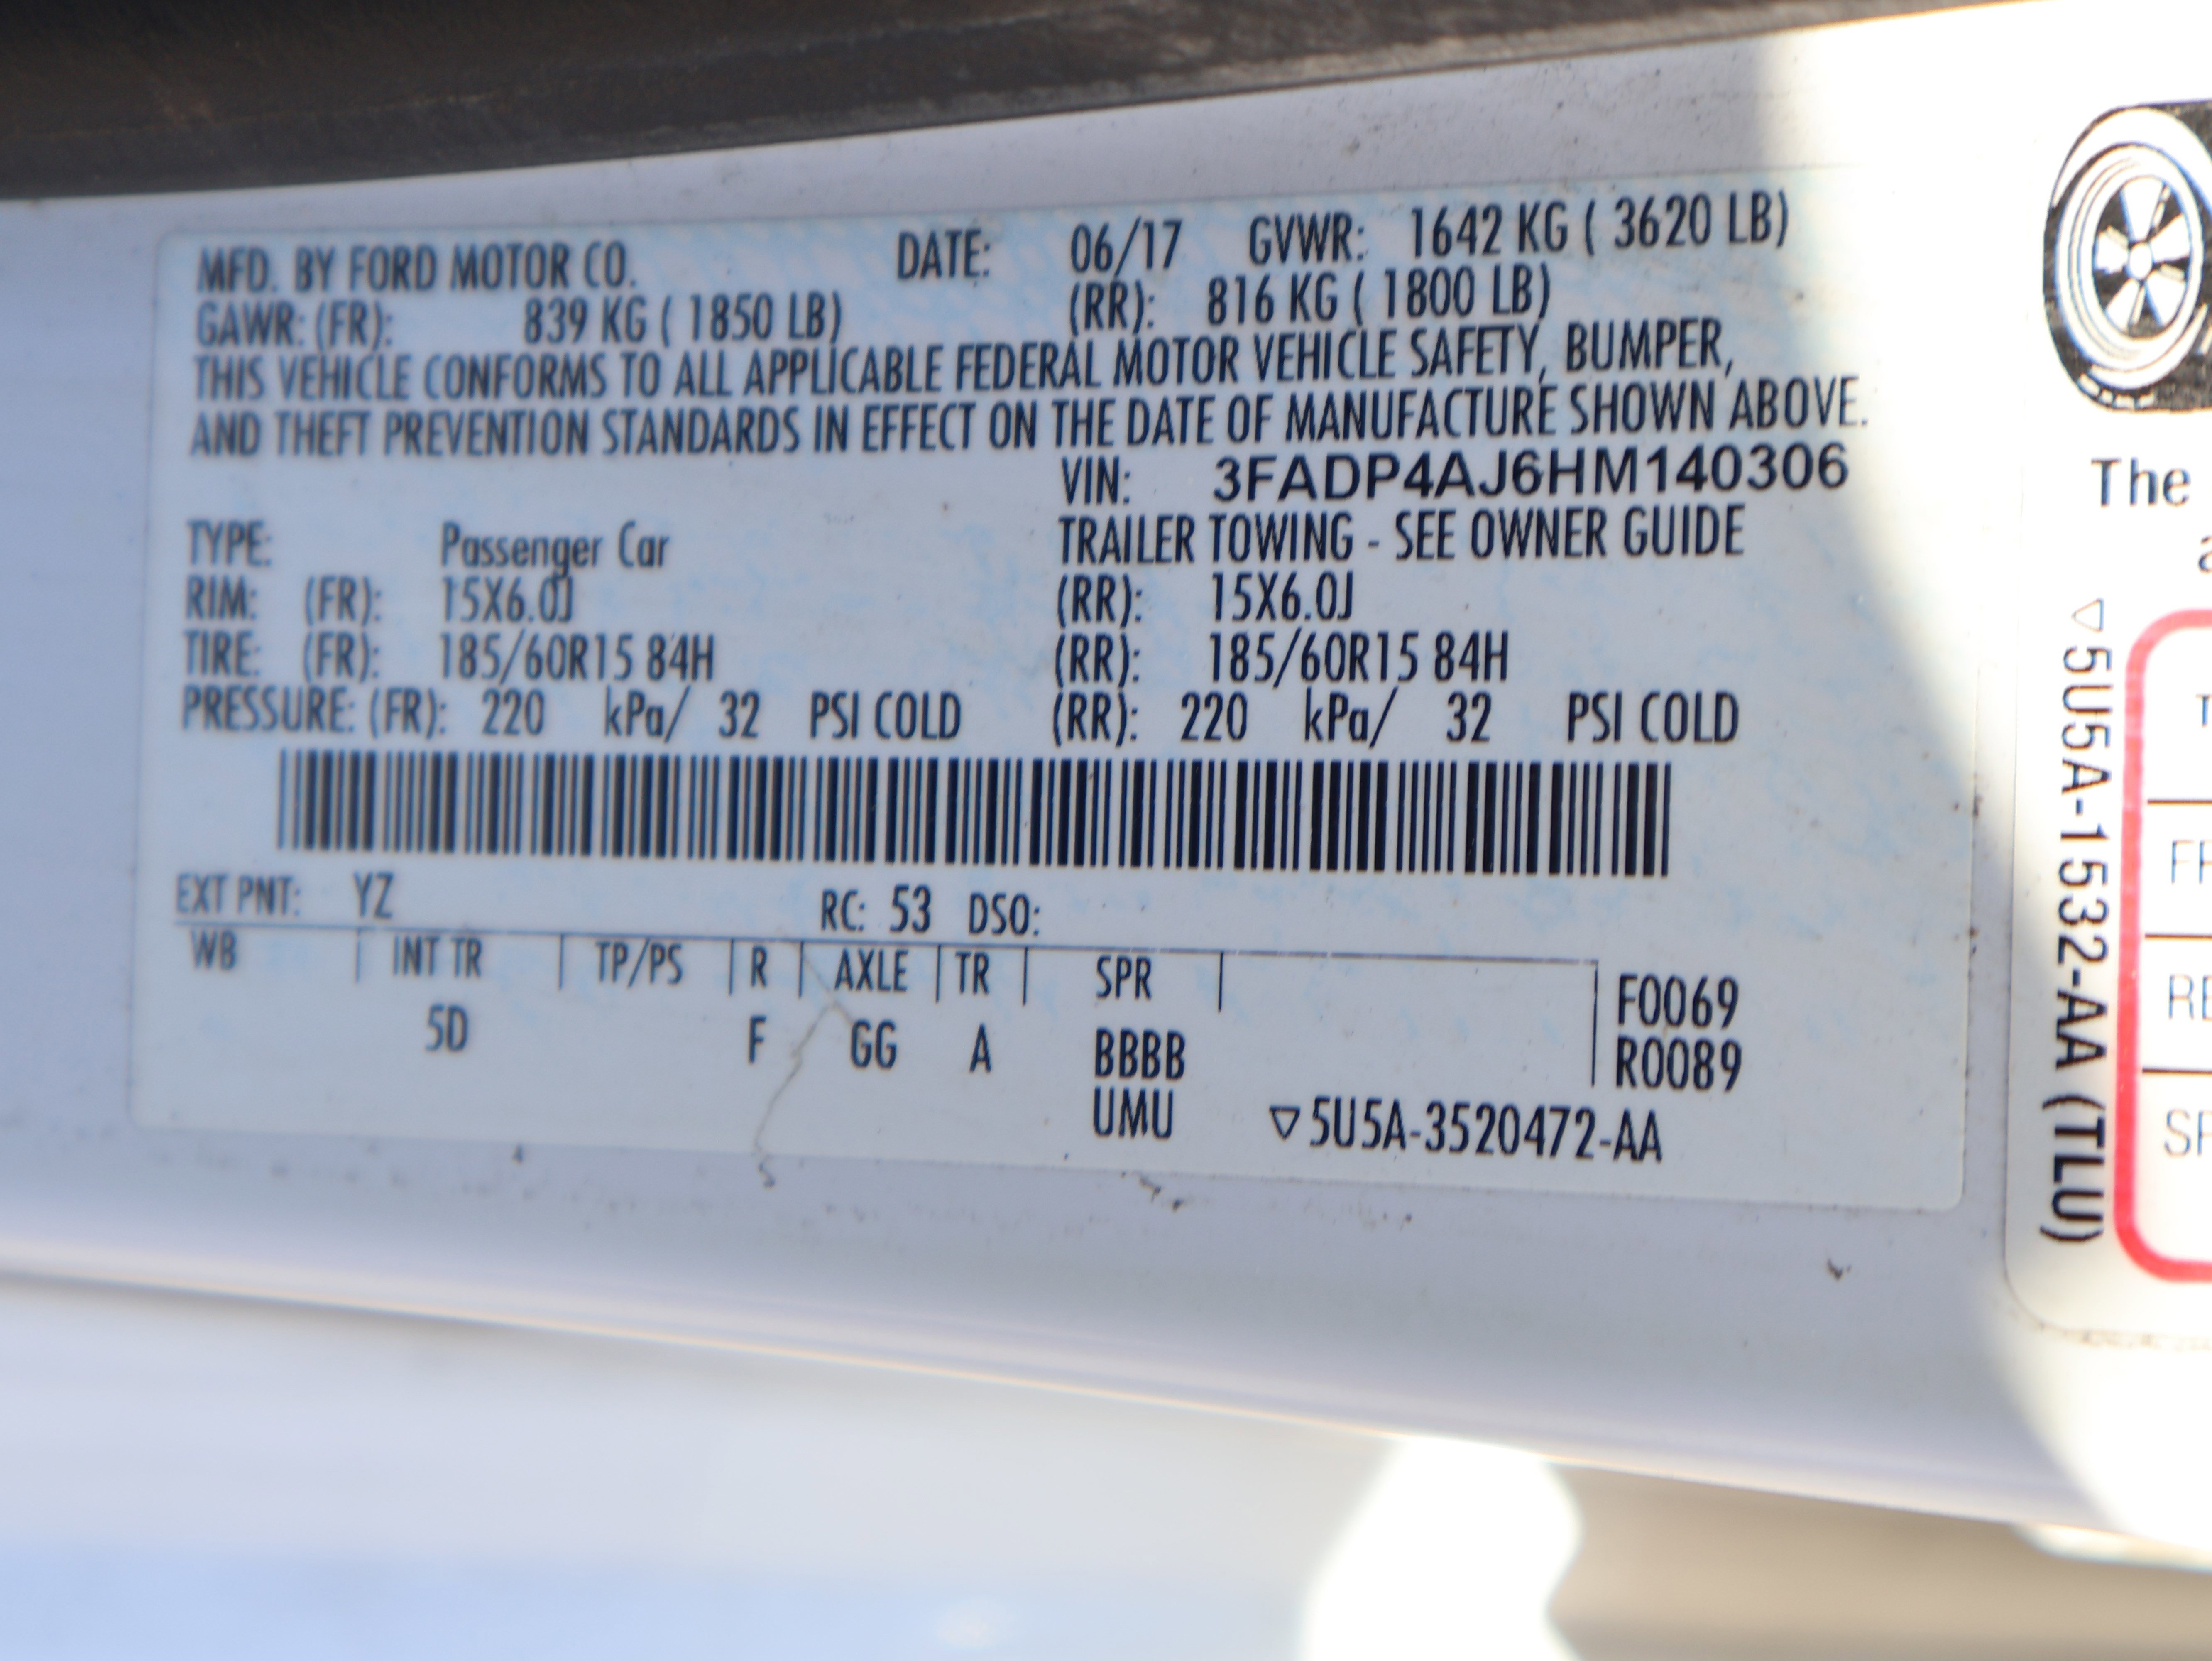 MFD. BY FORD MOTOR CO. DATE: 06/17 GVWR: 1642 KG ( 3620 LB)
GAWR: (FR): 839 KG ( 1850 LB) (RR): 816 KG ( 1800 LB)
THIS VEHICLE CONFORMS TO ALL APPLICABLE FEDERAL MOTOR VEHICLE SAFETY, BUMPER,
AND THEFT PREVENTION STANDARDS IN EFFECT ON THE DATE OF MANUFACTURE SHOWN ABOVE.
VIN: 3FADP4AJ6HM140306
TYPE: Passenger Car TRAILER TOWING - SEE OWNER GUIDE
RIM: (FR): 15X6.0J (RR): 15X6.0J
TIRE: (FR): 185/60R15 84H (RR): 185/60R15 84H
PRESSURE: (FR): 220 kPa/ 32 PSI COLD (RR): 220 kPa/ 32 PSI COLD
EXT PNT: YZ RC: 53 DSO:
WB | INT TR | TP/PS | R | AXLE | TR | SPR |
5D F GG A BBBB
UMU
F0069
R0089
▽5U5A-3520472-AA
The
▽5U5A-1532-AA (TLU)